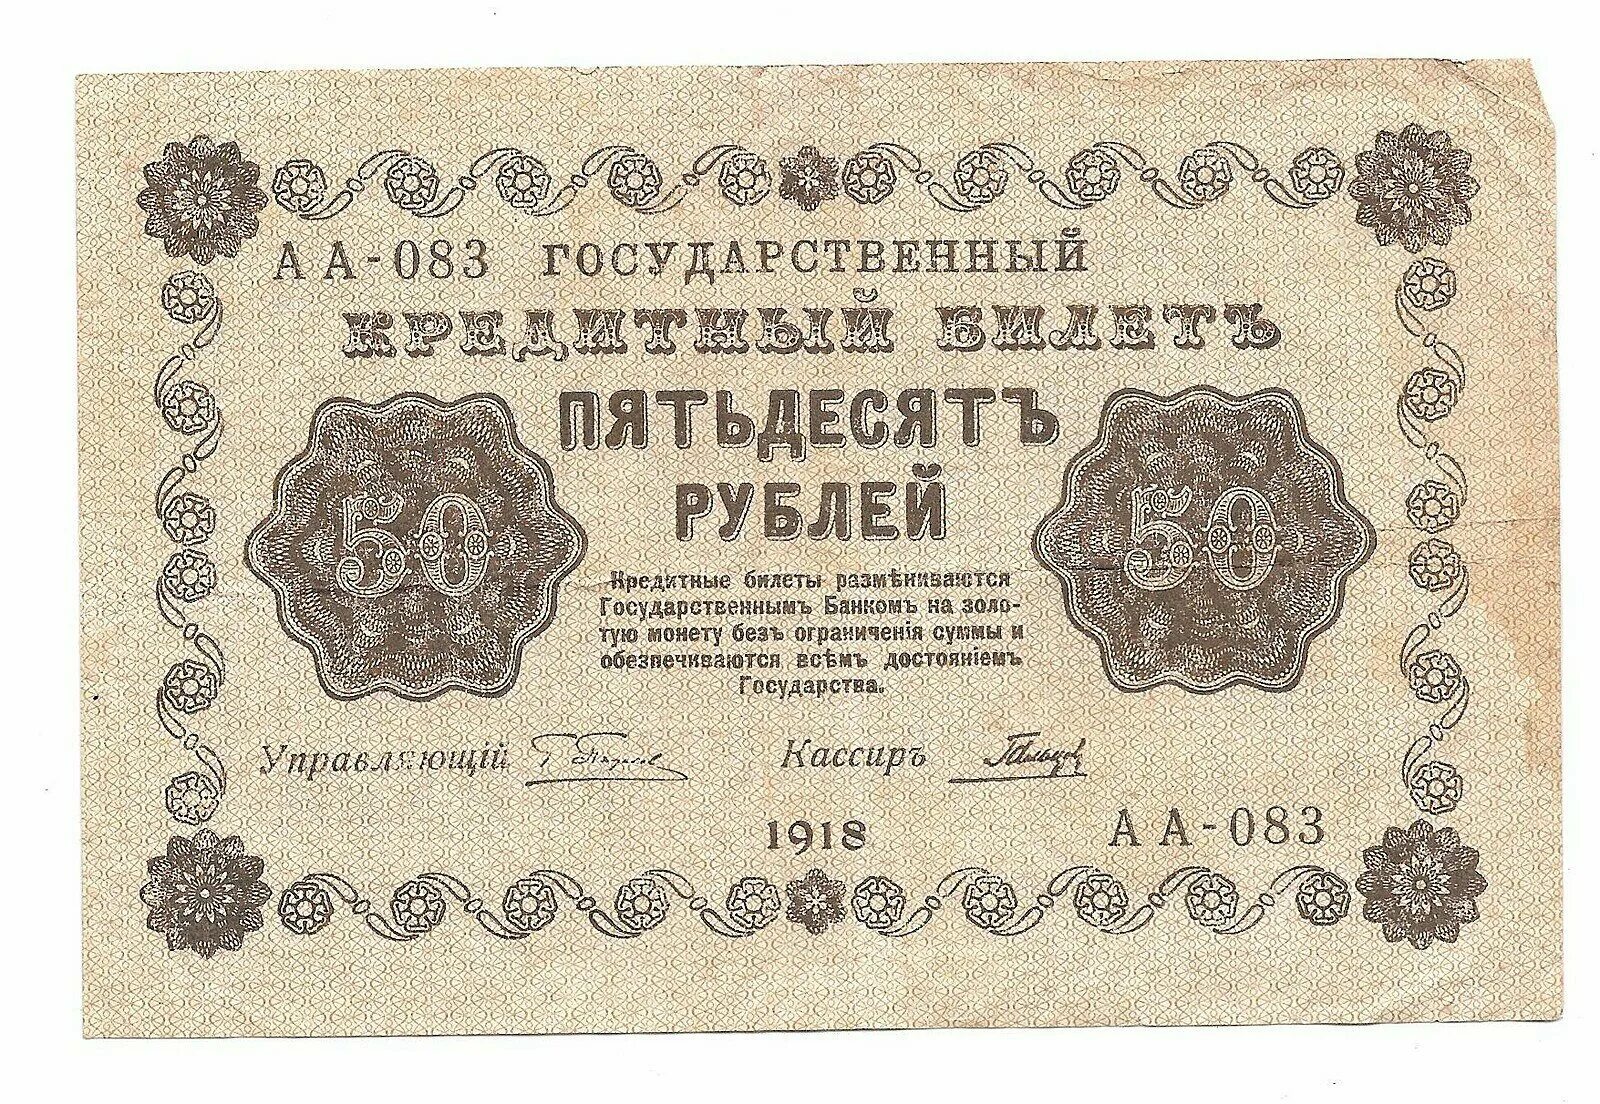 АА-083 ГОСУДАРСТВЕННЫЙ
КРЕДИТНЫЙ БИЛЕТЪ
ПЯТЬДЕСЯТЪ
РУБЛЕЙ
50 50
Кредитные билеты размѣниваются
Государственнымъ Банкомъ на золо-
тую монету безъ ограниченія суммы и
обезпечиваются всѣмъ достояніемъ
Государства.
Управляющій Кассиръ
1918 АА-083